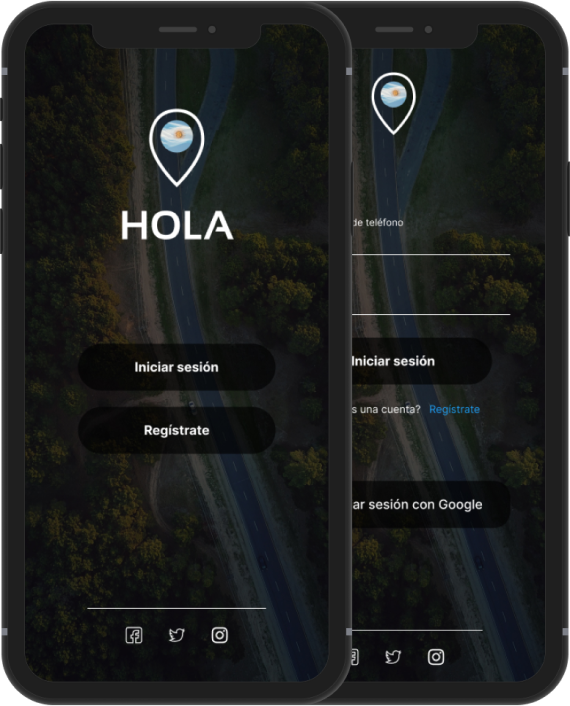 HOLA
Iniciar sesión
Regístrate
de teléfono
Iniciar sesión
s una cuenta? Regístrate
ar sesión con Google